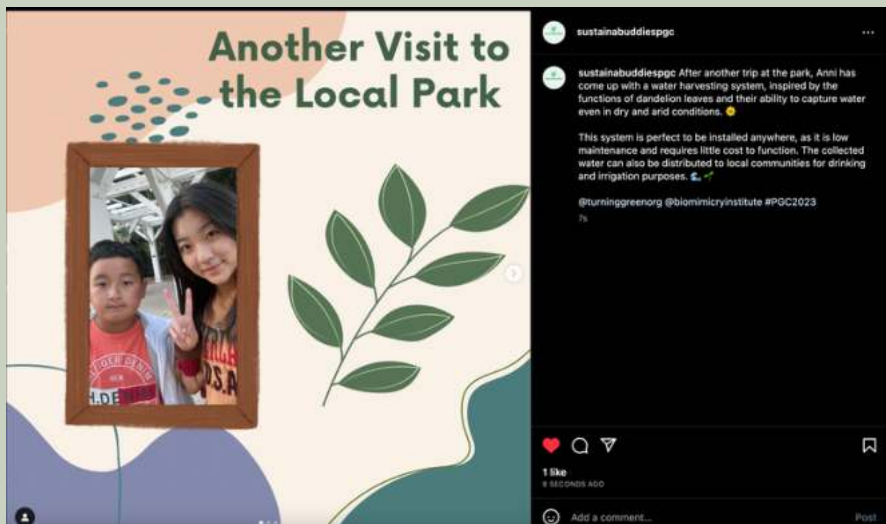 Another Visit to
the Local Park
TIGER DENIM
H.DENIM
U.S.A
sustainabuddiespgc
sustainabuddiespgc After another trip at the park, Anni has
come up with a water harvesting system, inspired by the
functions of dandelion leaves and their ability to capture water
even in dry and arid conditions. 🌼
This system is perfect to be installed anywhere, as it is low
maintenance and requires little cost to function. The collected
water can also be distributed to local communities for drinking
and irrigation purposes. 🌊🌱
@turninggreenorg @biomimicryinstitute #PGC2023
7s
1 like
8 SECONDS AGO
Add a comment...
Post